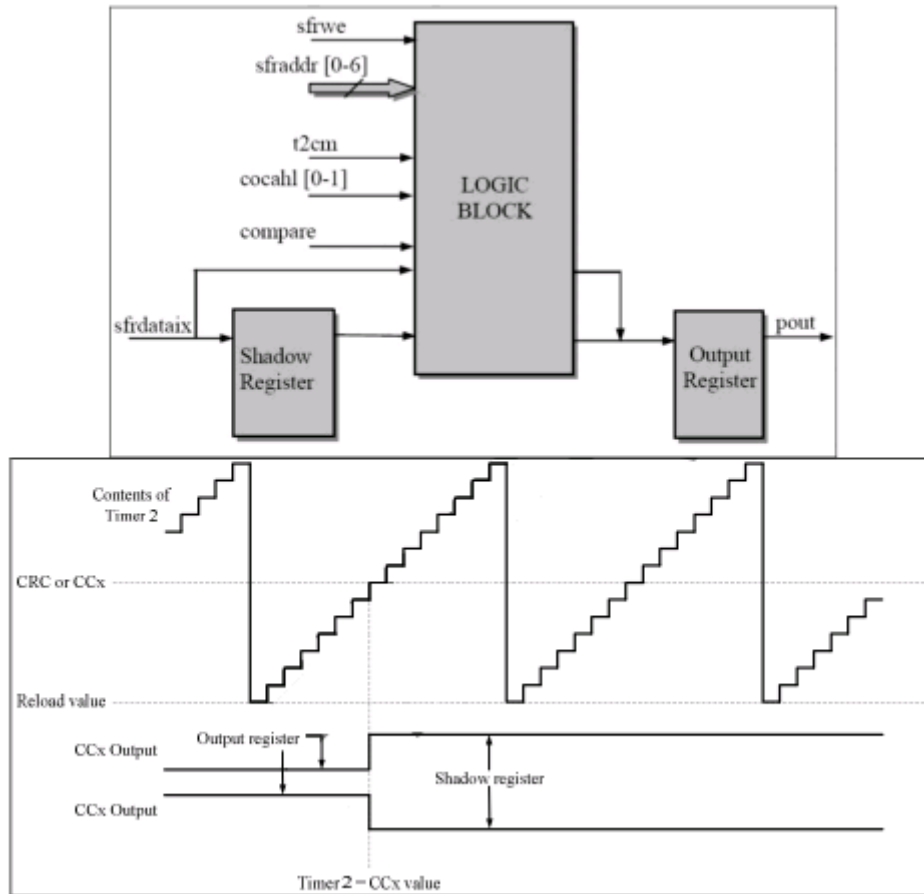 sfrwe
sfraddr [0-6]
t2cm
cocahl [0-1]
compare
sfrdataix
LOGIC
BLOCK
Shadow
Register
Output
Register
pout
Contents of
Timer 2
CRC or CCx
Reload value
Output register
CCx Output
Shadow register
CCx Output
Timer 2 = CCx value